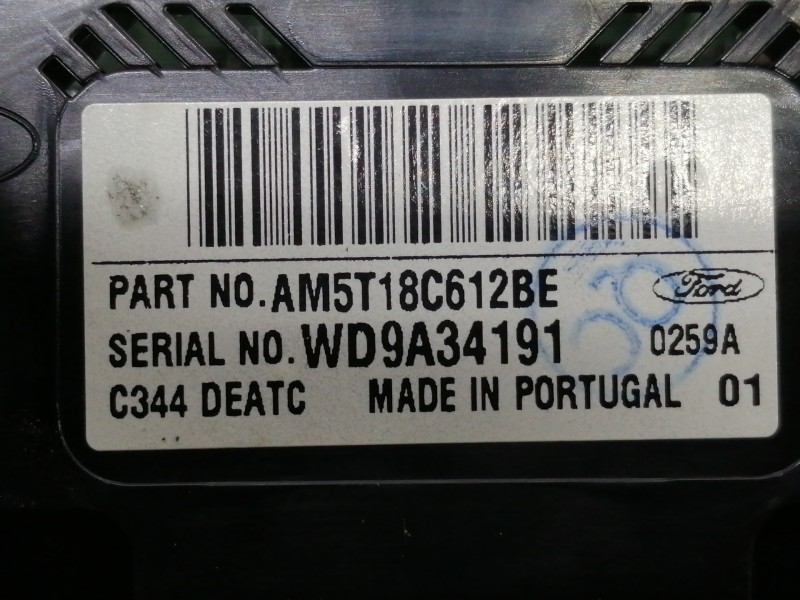 PART NO. AM5T18C612BE Ford
SERIAL NO. WD9A34191 0259A
C344 DEATC MADE IN PORTUGAL 01